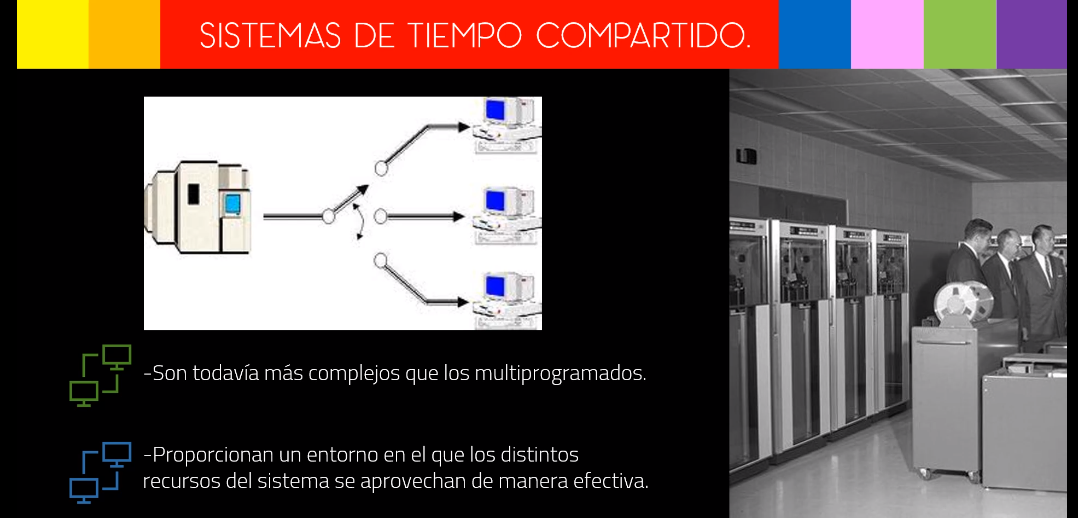 SISTEMAS DE TIEMPO COMPARTIDO.
-Son todavía más complejos que los multiprogramados.
-Proporcionan un entorno en el que los distintos
recursos del sistema se aprovechan de manera efectiva.